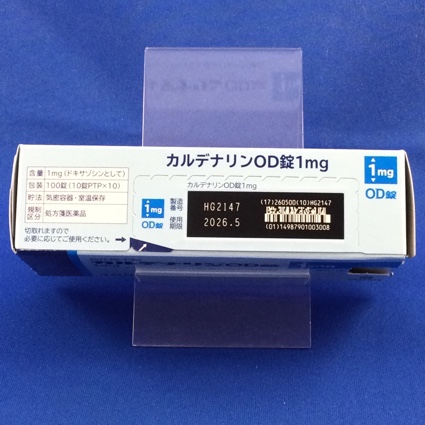 カルデナリンOD錠1mg
1mg
OD錠
含量 1mg(ドキサゾシンとして)
包装 100錠(10錠PTP×10)
貯法 気密容器・室温保存
規制区分 処方箋医薬品
切取れますので
必要に応じてご使用ください。
1mg
OD錠
カルデナリンOD錠1mg
製造番号 HG2147
使用期限 2026.5
(17)260500(10)HG2147
(01)14987901003008